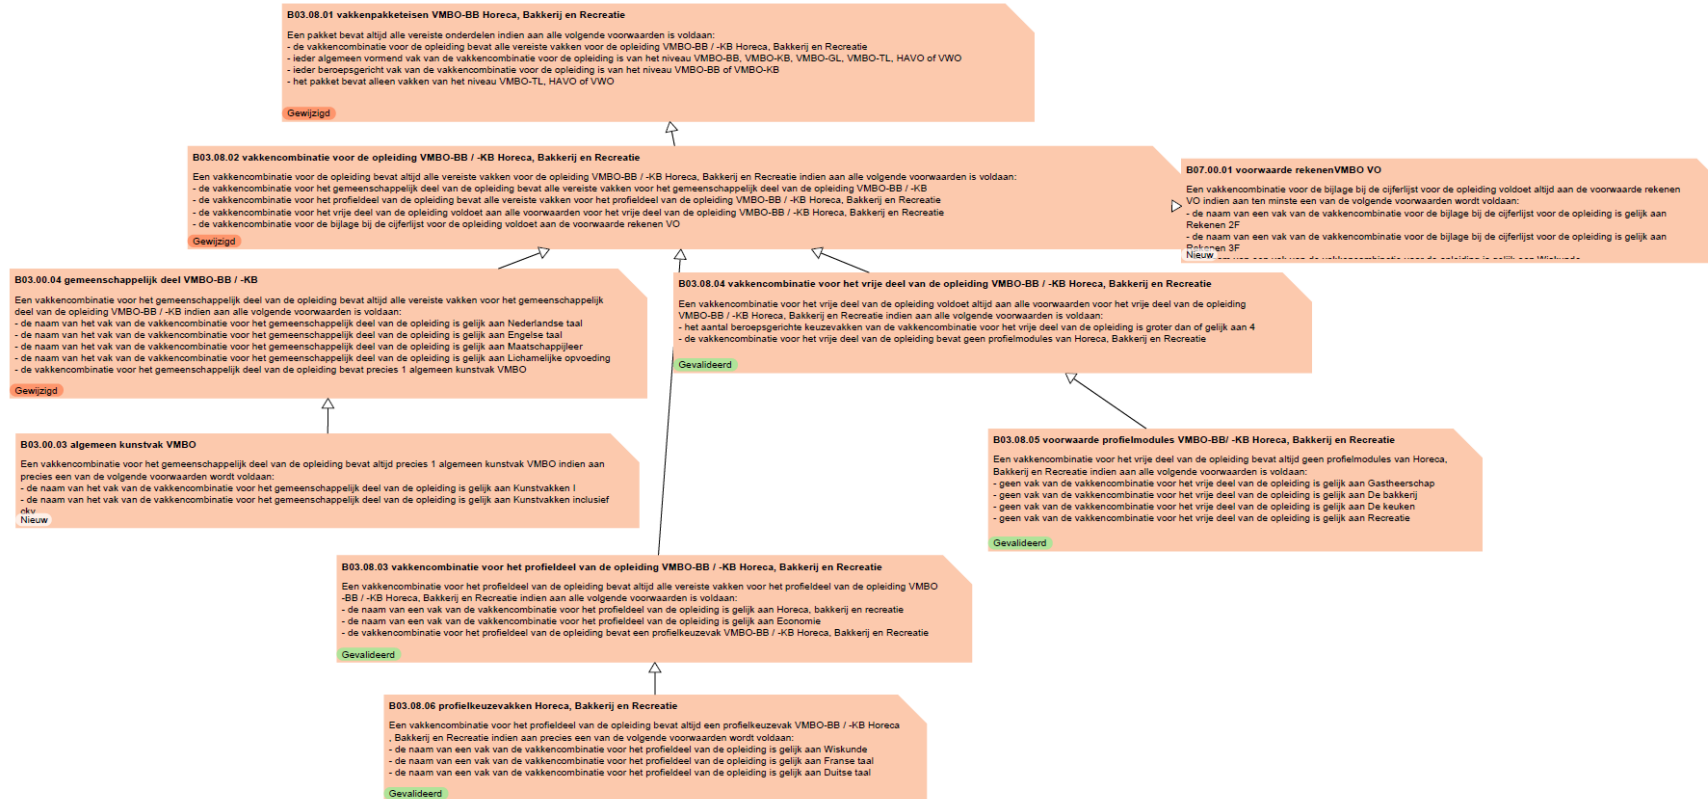 B03.08.01 vakkenpakketeisen VMBO-BB Horeca, Bakkerij en Recreatie
Een pakket bevat altijd alle vereiste onderdelen indien aan alle volgende voorwaarden is voldaan:
- de vakkencombinatie voor de opleiding bevat alle vereiste vakken voor de opleiding VMBO-BB / -KB Horeca, Bakkerij en Recreatie
- ieder algemeen vormend vak van de vakkencombinatie voor de opleiding is van het niveau VMBO-BB, VMBO-KB, VMBO-GL, VMBO-TL, HAVO of VWO
- ieder beroepsgericht vak van de vakkencombinatie voor de opleiding is van het niveau VMBO-BB of VMBO-KB
- het pakket bevat alleen vakken van het niveau VMBO-TL, HAVO of VWO
Gewijzigd
B03.08.02 vakkencombinatie voor de opleiding VMBO-BB / -KB Horeca, Bakkerij en Recreatie
Een vakkencombinatie voor de opleiding bevat altijd alle vereiste vakken voor de opleiding VMBO-BB / -KB Horeca, Bakkerij en Recreatie indien aan alle volgende voorwaarden is voldaan:
- de vakkencombinatie voor het gemeenschappelijk deel van de opleiding bevat alle vereiste vakken voor het gemeenschappelijk deel van de opleiding VMBO-BB / -KB
- de vakkencombinatie voor het profieldeel van de opleiding bevat alle vereiste vakken voor het profieldeel van de opleiding VMBO-BB / -KB Horeca, Bakkerij en Recreatie
- de vakkencombinatie voor het vrije deel van de opleiding voldoet aan alle voorwaarden voor het vrije deel van de opleiding VMBO-BB / -KB Horeca, Bakkerij en Recreatie
- de vakkencombinatie voor de bijlage bij de cijferlijst voor de opleiding voldoet aan de voorwaarde rekenen VO
Gewijzigd
B07.00.01 voorwaarde rekenenVMBO VO
Een vakkencombinatie voor de bijlage bij de cijferlijst voor de opleiding voldoet altijd aan de voorwaarde rekenen
VO indien aan ten minste een van de volgende voorwaarden wordt voldaan:
- de naam van een vak van de vakkencombinatie voor de bijlage bij de cijferlijst voor de opleiding is gelijk aan
Rekenen 2F
- de naam van een vak van de vakkencombinatie voor de bijlage bij de cijferlijst voor de opleiding is gelijk aan
Rekenen 3F
Nieuw
B03.00.04 gemeenschappelijk deel VMBO-BB / -KB
Een vakkencombinatie voor het gemeenschappelijk deel van de opleiding bevat altijd alle vereiste vakken voor het gemeenschappelijk
deel van de opleiding VMBO-BB / -KB indien aan alle volgende voorwaarden is voldaan:
- de naam van het vak van de vakkencombinatie voor het gemeenschappelijk deel van de opleiding is gelijk aan Nederlandse taal
- de naam van het vak van de vakkencombinatie voor het gemeenschappelijk deel van de opleiding is gelijk aan Engelse taal
- de naam van het vak van de vakkencombinatie voor het gemeenschappelijk deel van de opleiding is gelijk aan Maatschappijleer
- de naam van het vak van de vakkencombinatie voor het gemeenschappelijk deel van de opleiding is gelijk aan Lichamelijke opvoeding
- de vakkencombinatie voor het gemeenschappelijk deel van de opleiding bevat precies 1 algemeen kunstvak VMBO
Gewijzigd
B03.08.04 vakkencombinatie voor het vrije deel van de opleiding VMBO-BB / -KB Horeca, Bakkerij en Recreatie
Een vakkencombinatie voor het vrije deel van de opleiding voldoet altijd aan alle voorwaarden voor het vrije deel van de opleiding
VMBO-BB / -KB Horeca, Bakkerij en Recreatie indien aan alle volgende voorwaarden is voldaan:
- het aantal beroepsgerichte keuzevakken van de vakkencombinatie voor het vrije deel van de opleiding is groter dan of gelijk aan 4
- de vakkencombinatie voor het vrije deel van de opleiding bevat geen profielmodules van Horeca, Bakkerij en Recreatie
Gevalideerd
B03.00.03 algemeen kunstvak VMBO
Een vakkencombinatie voor het gemeenschappelijk deel van de opleiding bevat altijd precies 1 algemeen kunstvak VMBO indien aan
precies een van de volgende voorwaarden wordt voldaan:
- de naam van het vak van de vakkencombinatie voor het gemeenschappelijk deel van de opleiding is gelijk aan Kunstvakken I
- de naam van het vak van de vakkencombinatie voor het gemeenschappelijk deel van de opleiding is gelijk aan Kunstvakken inclusief
ckv
Nieuw
B03.08.05 voorwaarde profielmodules VMBO-BB/ -KB Horeca, Bakkerij en Recreatie
Een vakkencombinatie voor het vrije deel van de opleiding bevat altijd geen profielmodules van Horeca,
Bakkerij en Recreatie indien aan alle volgende voorwaarden is voldaan:
- geen vak van de vakkencombinatie voor het vrije deel van de opleiding is gelijk aan Gastheerschap
- geen vak van de vakkencombinatie voor het vrije deel van de opleiding is gelijk aan De bakkerij
- geen vak van de vakkencombinatie voor het vrije deel van de opleiding is gelijk aan De keuken
- geen vak van de vakkencombinatie voor het vrije deel van de opleiding is gelijk aan Recreatie
Gevalideerd
B03.08.03 vakkencombinatie voor het profieldeel van de opleiding VMBO-BB / -KB Horeca, Bakkerij en Recreatie
Een vakkencombinatie voor het profieldeel van de opleiding bevat altijd alle vereiste vakken voor het profieldeel van de opleiding VMBO
-BB / -KB Horeca, Bakkerij en Recreatie indien aan alle volgende voorwaarden is voldaan:
- de naam van een vak van de vakkencombinatie voor het profieldeel van de opleiding is gelijk aan Horeca, bakkerij en recreatie
- de naam van een vak van de vakkencombinatie voor het profieldeel van de opleiding is gelijk aan Economie
- de vakkencombinatie voor het profieldeel van de opleiding bevat een profielkeuzevak VMBO-BB / -KB Horeca, Bakkerij en Recreatie
Gevalideerd
B03.08.06 profielkeuzevakken Horeca, Bakkerij en Recreatie
Een vakkencombinatie voor het profieldeel van de opleiding bevat altijd een profielkeuzevak VMBO-BB / -KB Horeca
, Bakkerij en Recreatie indien aan precies een van de volgende voorwaarden wordt voldaan:
- de naam van een vak van de vakkencombinatie voor het profieldeel van de opleiding is gelijk aan Wiskunde
- de naam van een vak van de vakkencombinatie voor het profieldeel van de opleiding is gelijk aan Franse taal
- de naam van een vak van de vakkencombinatie voor het profieldeel van de opleiding is gelijk aan Duitse taal
Gevalideerd